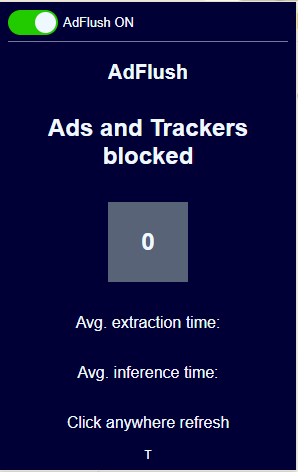 AdFlush ON
AdFlush
Ads and Trackers
blocked
0
Avg. extraction time:
Avg. inference time:
Click anywhere refresh
T